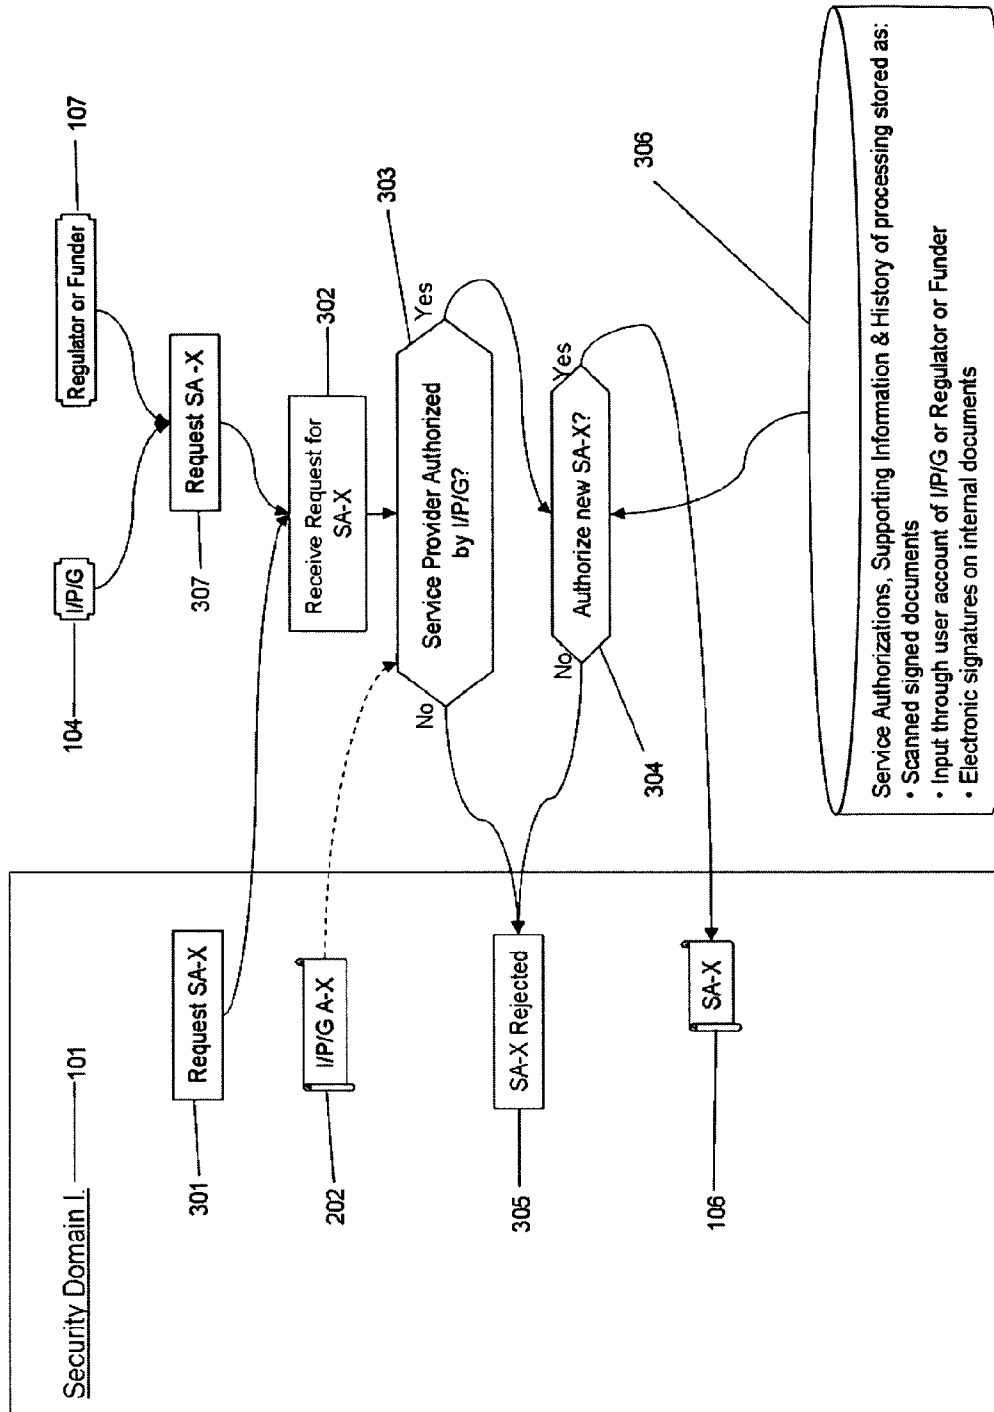 Security Domain I.
101
Request SA-X
301
I/P/G A-X
202
SA-X Rejected
305
SA-X
106
I/P/G
104
Regulator or Funder
107
Request SA -X
307
Receive Request for
SA-X
302
Service Provider Authorized
by I/P/G?
303
Yes
No
Authorize new SA-X?
304
Yes
No
306
Service Authorizations, Supporting Information & History of processing stored as:
• Scanned signed documents
• Input through user account of I/P/G or Regulator or Funder
• Electronic signatures on internal documents